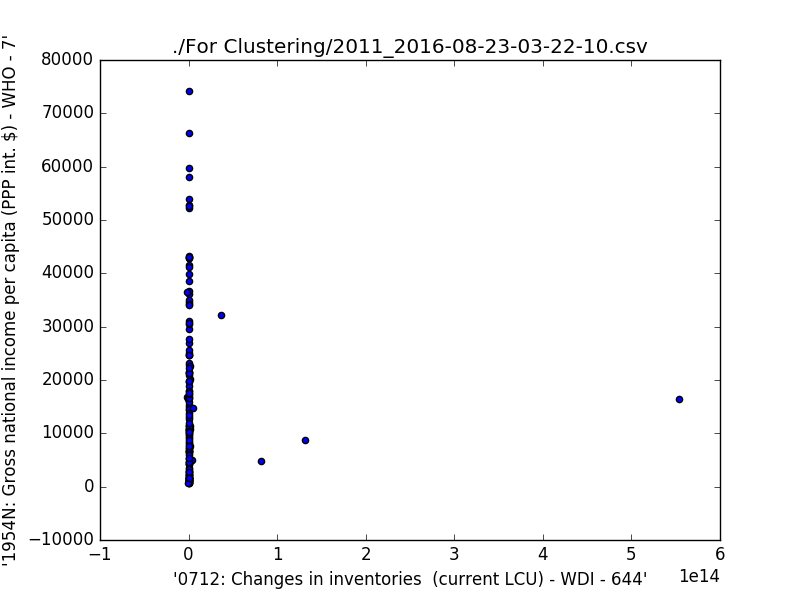 ./For Clustering/2011_2016-08-23-03-22-10.csv
'1954N: Gross national income per capita (PPP int. $) - WHO - 7'
80000
70000
60000
50000
40000
30000
20000
10000
0
−10000
−1 0 1 2 3 4 5 6
1e14
'0712: Changes in inventories  (current LCU) - WDI - 644'